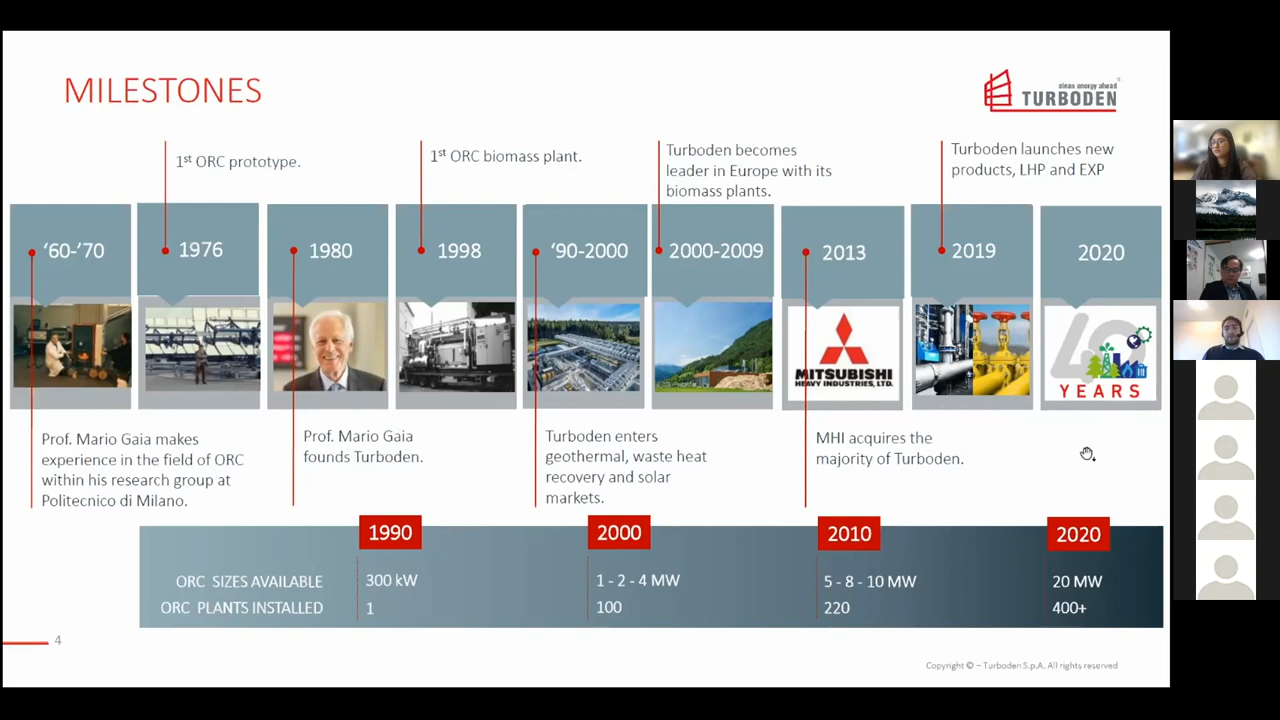 MILESTONES
clean energy ahead
TURBODEN
1st ORC prototype.
1st ORC biomass plant.
Turboden becomes
leader in Europe with its
biomass plants.
Turboden launches new
products, LHP and EXP
‘60-’70
1976
1980
1998
‘90-2000
2000-2009
2013
2019
2020
MITSUBISHI
HEAVY INDUSTRIES, LTD.
40
YEARS
Prof. Mario Gaia makes
experience in the field of ORC
within his research group at
Politecnico di Milano.
Prof. Mario Gaia
founds Turboden.
Turboden enters
geothermal, waste heat
recovery and solar
markets.
MHI acquires the
majority of Turboden.
1990
2000
2010
2020
ORC SIZES AVAILABLE
300 kW
1 - 2 - 4 MW
5 - 8 - 10 MW
20 MW
ORC PLANTS INSTALLED
1
100
220
400+
4
Copyright © – Turboden S.p.A. All rights reserved